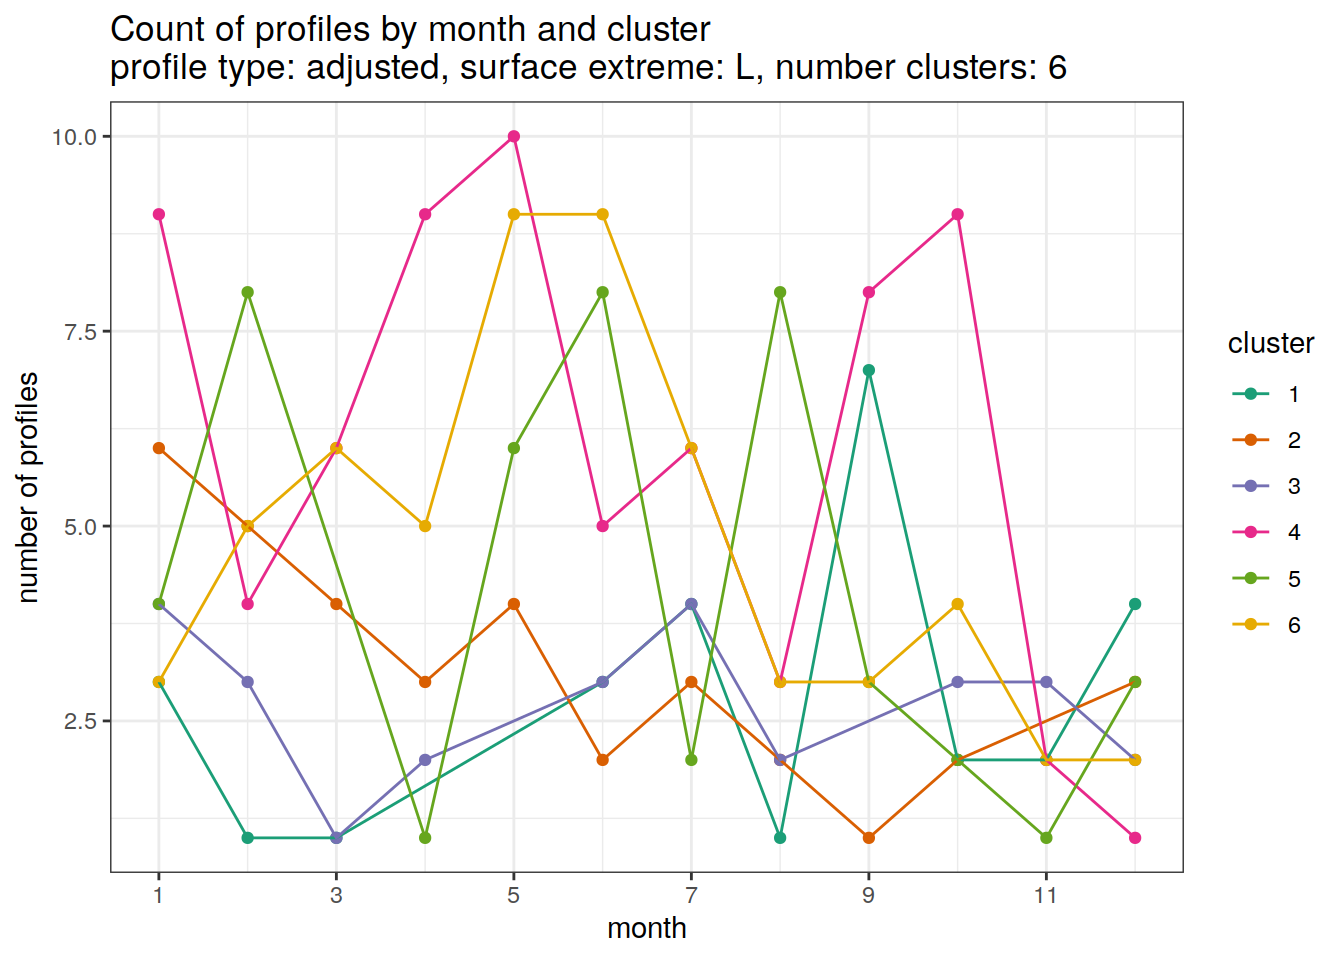 Count of profiles by month and cluster
profile type: adjusted, surface extreme: L, number clusters: 6
10.0
7.5
5.0
2.5
number of profiles
1 3 5 7 9 11
month
cluster
1
2
3
4
5
6